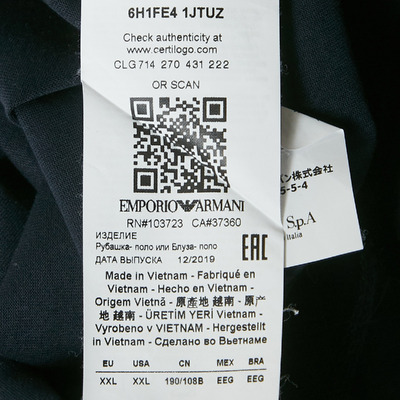 6H1FE4 1JTUZ
Check authenticity at
www.certilogo.com
CLG 714 270 431 222
OR SCAN
EMPORIO ARMANI
RN#103723 CA#37360
ИЗДЕЛИЕ
Рубашка- поло или Блуза- поло
ДАТА ВЫПУСКА 12/2019
EAC
Made in Vietnam - Fabriqué en
Vietnam - Hecho en Vietnam -
Origem Vietnã - 原產地 越南 - 原产
地 越南 - ÜRETİM YERİ Vietnam -
Vyrobeno v VIETNAM - Hergestellt
in Vietnam - Сделано во Вьетнаме
EU USA CN MEX BRA
XXL XXL 190/108B EEG EEG
パン株式会社
5-5-4
S.p.A
Italia